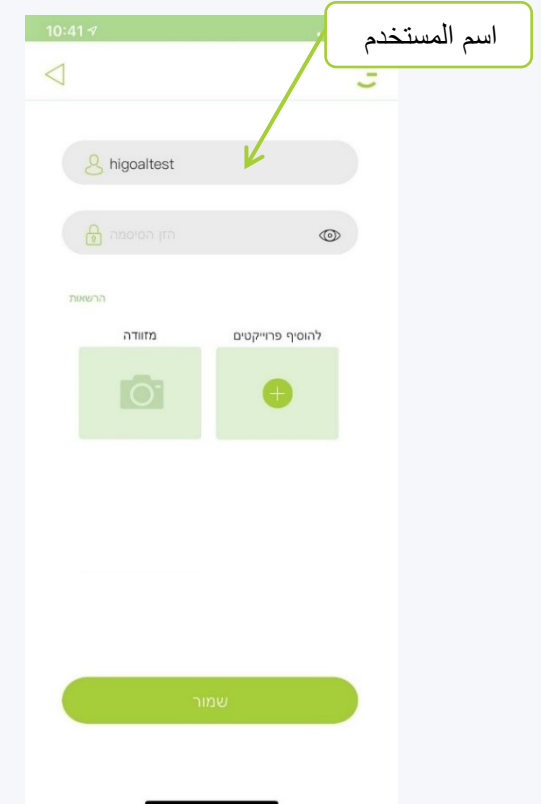 10:41
اسم المستخدم
higoaltest
הזן הסיסמה
הרשאות
מזוודה
להוסיף פרוייקטים
שמור